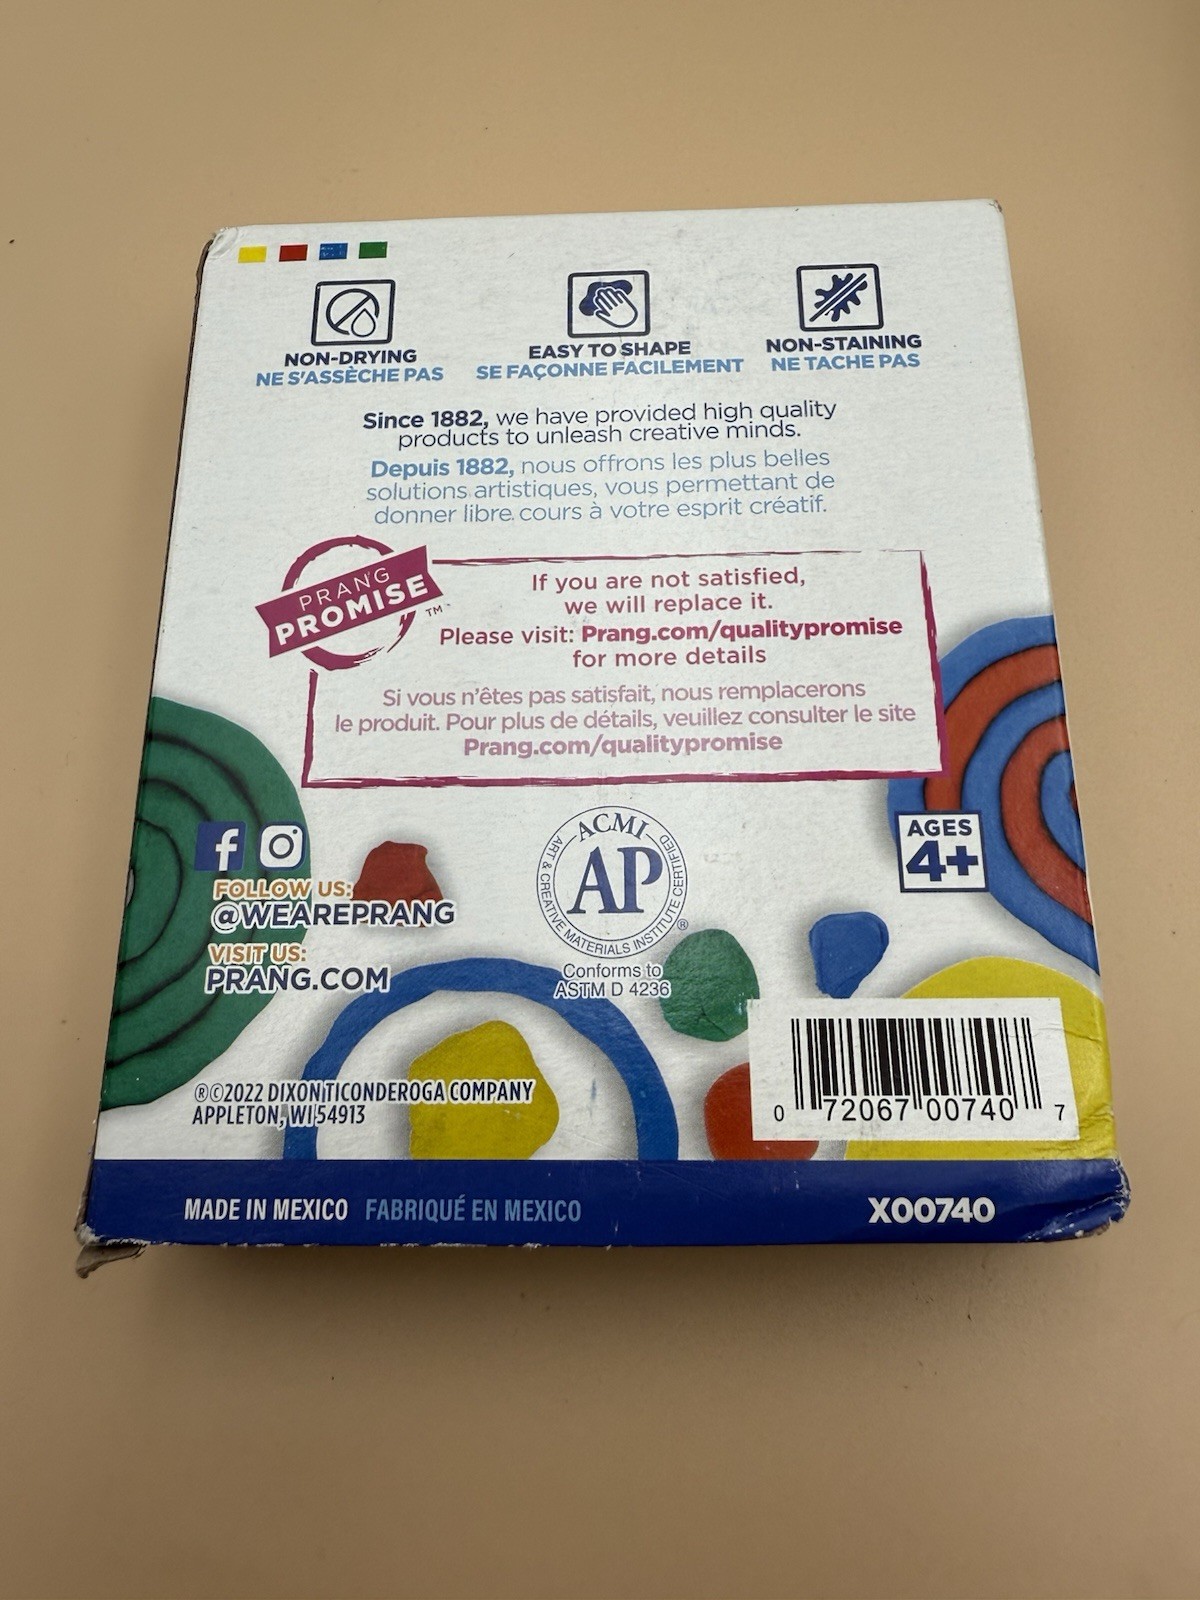 NON-DRYING
NE S'ASSÈCHE PAS
EASY TO SHAPE
SE FAÇONNE FACILEMENT
NON-STAINING
NE TACHE PAS
Since 1882, we have provided high quality
products to unleash creative minds.
Depuis 1882, nous offrons les plus belles
solutions artistiques, vous permettant de
donner libre cours à votre esprit créatif.
PRANG
PROMISE
TM
If you are not satisfied,
we will replace it.
Please visit: Prang.com/qualitypromise
for more details
Si vous n'êtes pas satisfait, nous remplacerons
le produit. Pour plus de détails, veuillez consulter le site
Prang.com/qualitypromise
f
FOLLOW US:
@WEAREPRANG
VISIT US:
PRANG.COM
ACMI
AP
ART & CREATIVE MATERIALS INSTITUTE CERTIFIED
®
Conforms to
ASTM D 4236
AGES
4+
®©2022 DIXON TICONDEROGA COMPANY
APPLETON, WI 54913
0 72067 00740 7
MADE IN MEXICO FABRIQUÉ EN MEXICO
X00740